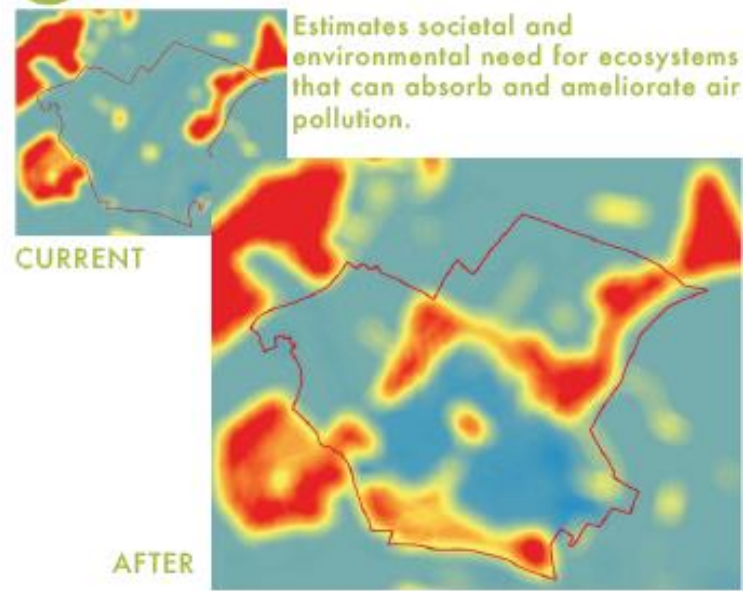 Estimates societal and
environmental need for ecosystems
that can absorb and ameliorate air
pollution.
CURRENT
AFTER